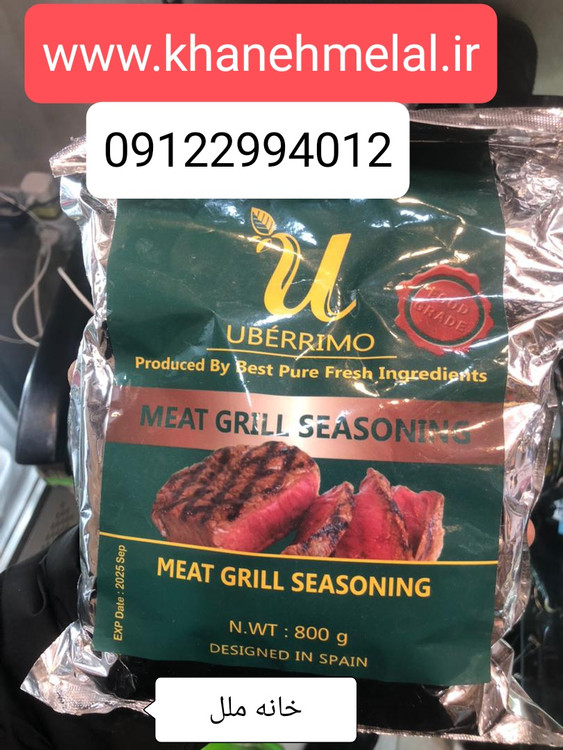 www.khanehmelal.ir
09122994012
u
UBÉRRIMO
FOOD
GRADE
Produced By Best Pure Fresh Ingredients
MEAT GRILL SEASONING
MEAT GRILL SEASONING
EXP Date : 2025 Sep
N.WT : 800 g
DESIGNED IN SPAIN
خانه ملل